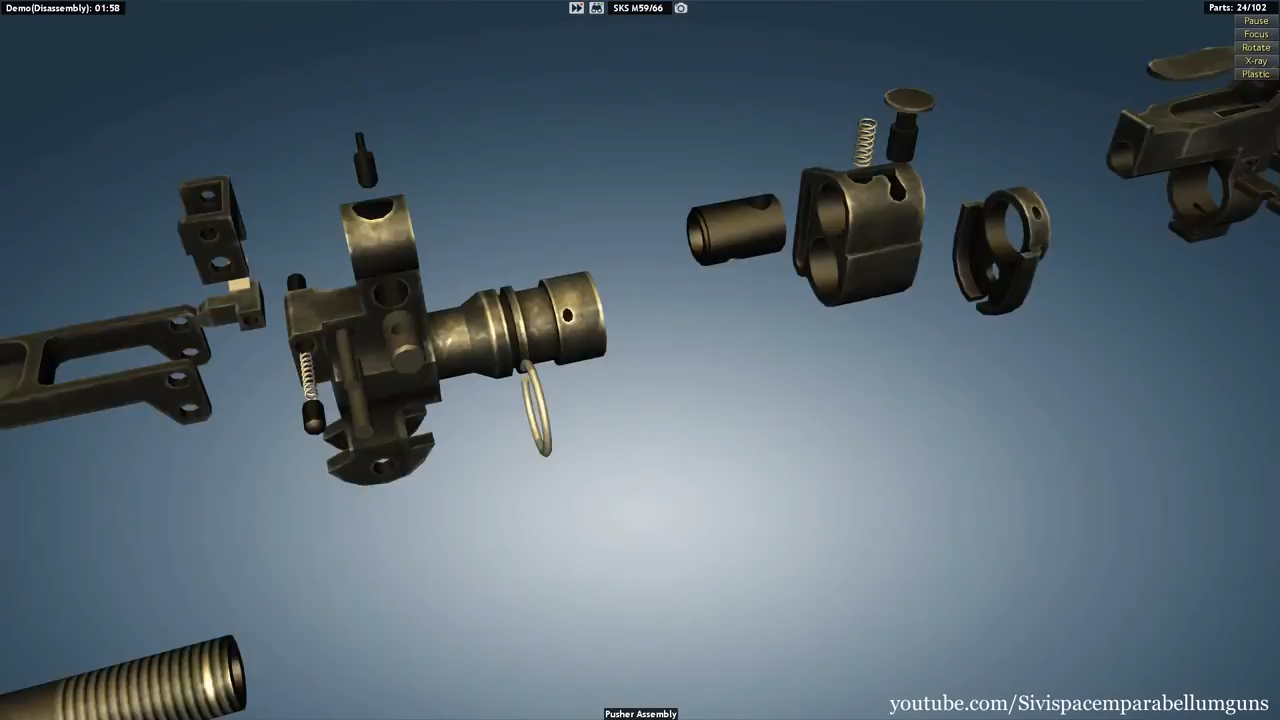 Demo(Disassembly): 01:58
SKS M59/66
Parts: 24/102
Pause
Focus
Rotate
X-ray
Plastic
youtube.com/Sivispacemparabellumguns
Pusher Assembly